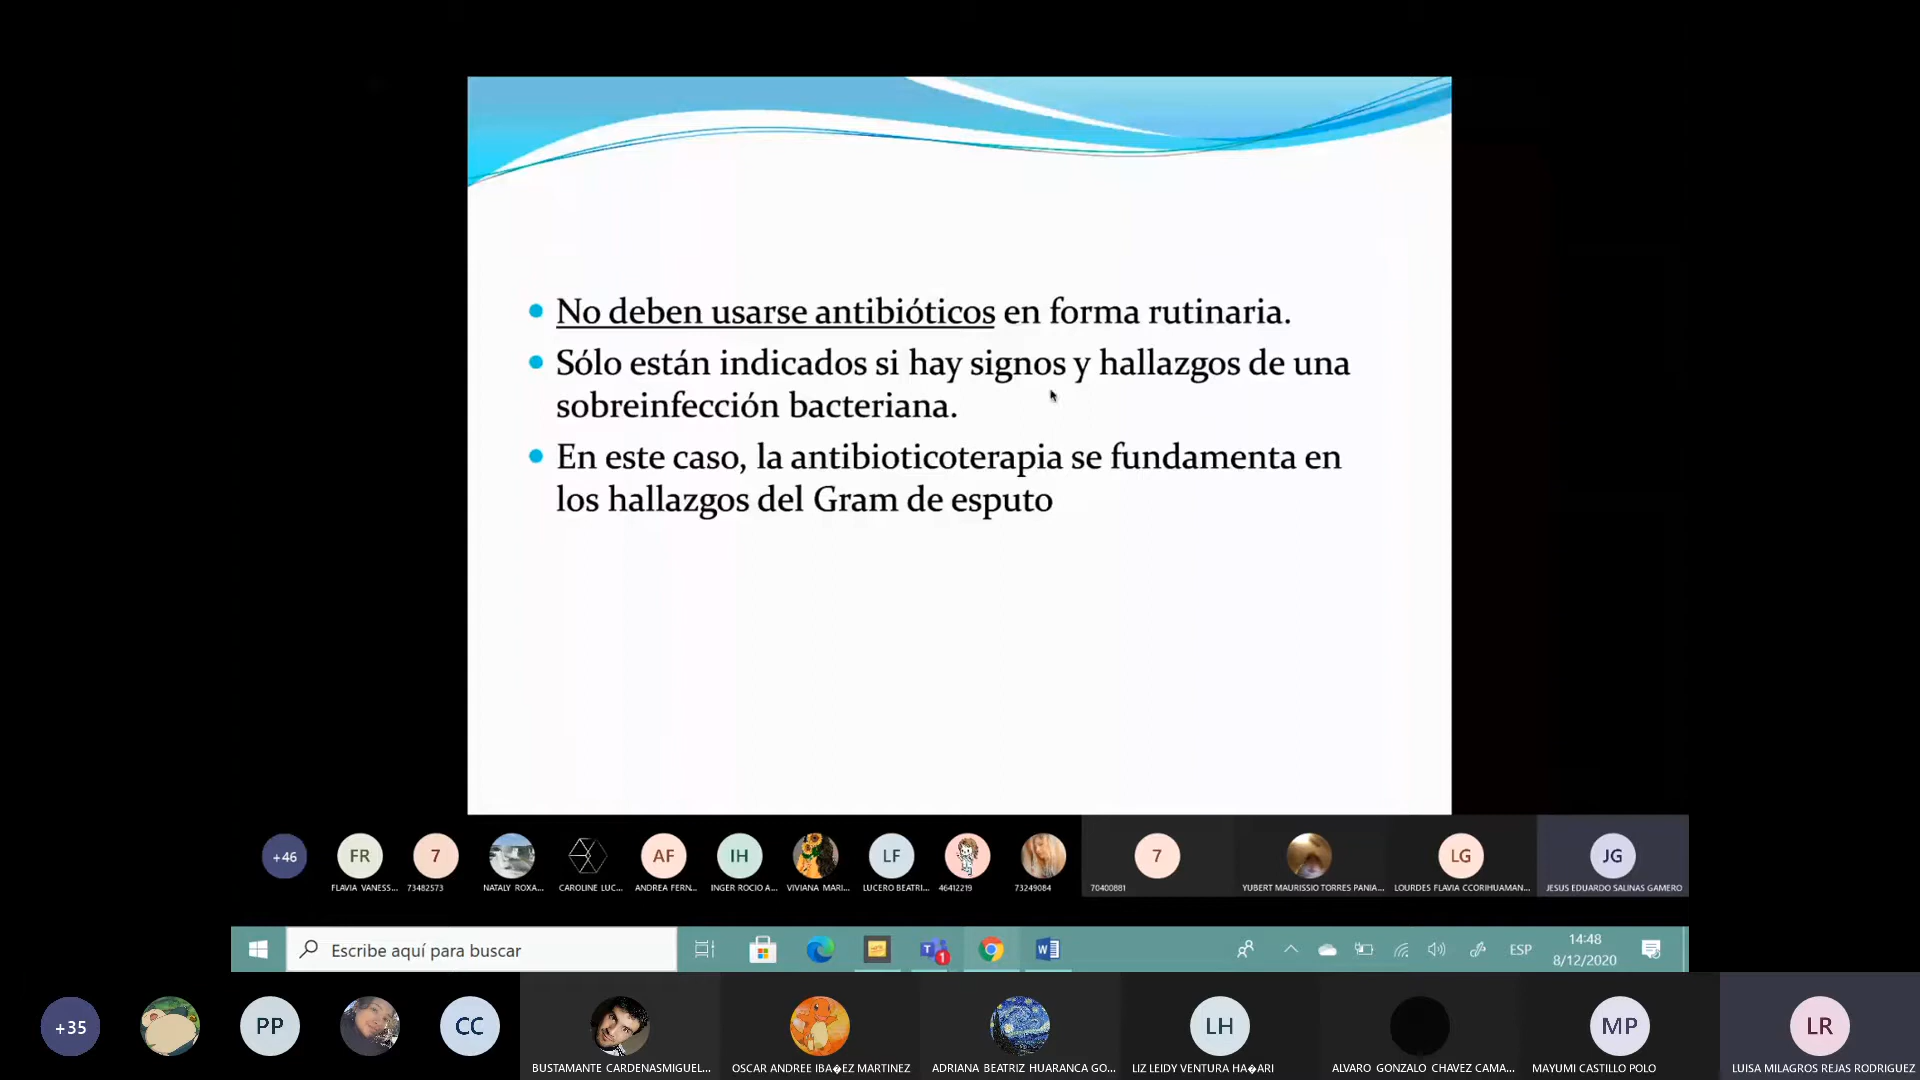 No deben usarse antibióticos en forma rutinaria.
Sólo están indicados si hay signos y hallazgos de una
sobreinfección bacteriana.
En este caso, la antibioticoterapia se fundamenta en
los hallazgos del Gram de esputo
+46
FR
7
AF
IH
LF
7
LG
JG
FLAVIA VANESS...
73482573
NATALY ROXA...
CAROLINE LUC...
ANDREA FERN...
INGER ROCIO A...
VIVIANA MARI...
LUCERO BEATRI...
46412219
73249084
70400881
YUBERT MAURISSIO TORRES PANIA...
LOURDES FLAVIA CCORIHUAMAN...
JESUS EDUARDO SALINAS GAMERO
Escribe aquí para buscar
1
ESP
14:48
8/12/2020
+35
PP
CC
LH
MP
LR
BUSTAMANTE CARDENASMIGUEL...
OSCAR ANDREE IBA�EZ MARTINEZ
ADRIANA BEATRIZ HUARANCA GO...
LIZ LEIDY VENTURA HA�ARI
ALVARO GONZALO CHAVEZ CAMA...
MAYUMI CASTILLO POLO
LUISA MILAGROS REJAS RODRIGUEZ